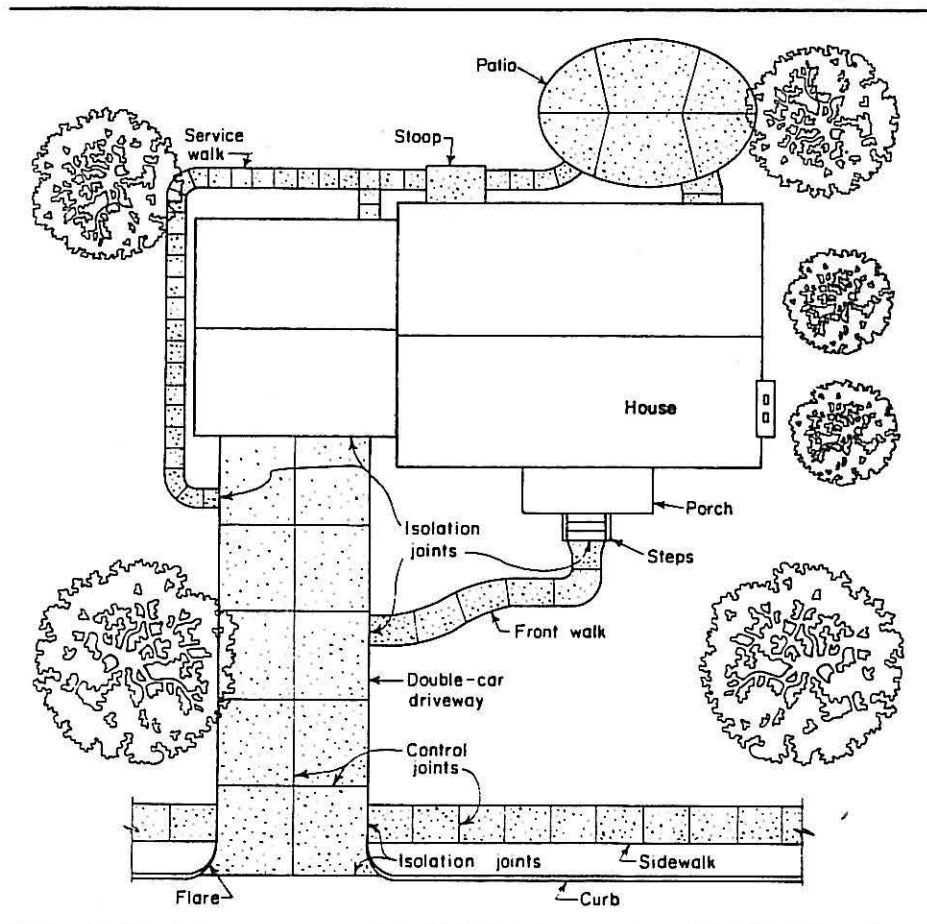 Patio
Service
walk
Stoop
House
Porch
Isolation
joints
Steps
Front walk
Double-car
driveway
Control
joints
Isolation joints
Sidewalk
Flare
Curb